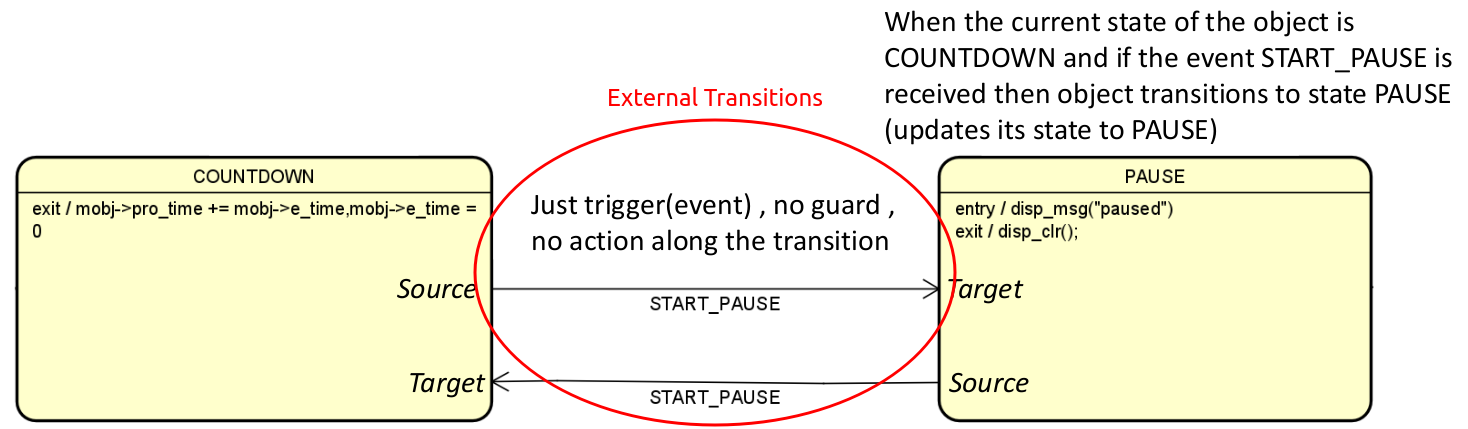 When the current state of the object is
COUNTDOWN and if the event START_PAUSE is
received then object transitions to state PAUSE
(updates its state to PAUSE)
External Transitions
COUNTDOWN
exit / mobj->pro_time += mobj->e_time,mobj->e_time =
0
Just trigger(event) , no guard ,
no action along the transition
PAUSE
entry / disp_msg("paused")
exit / disp_clr();
Source
START_PAUSE
Target
Target
START_PAUSE
Source